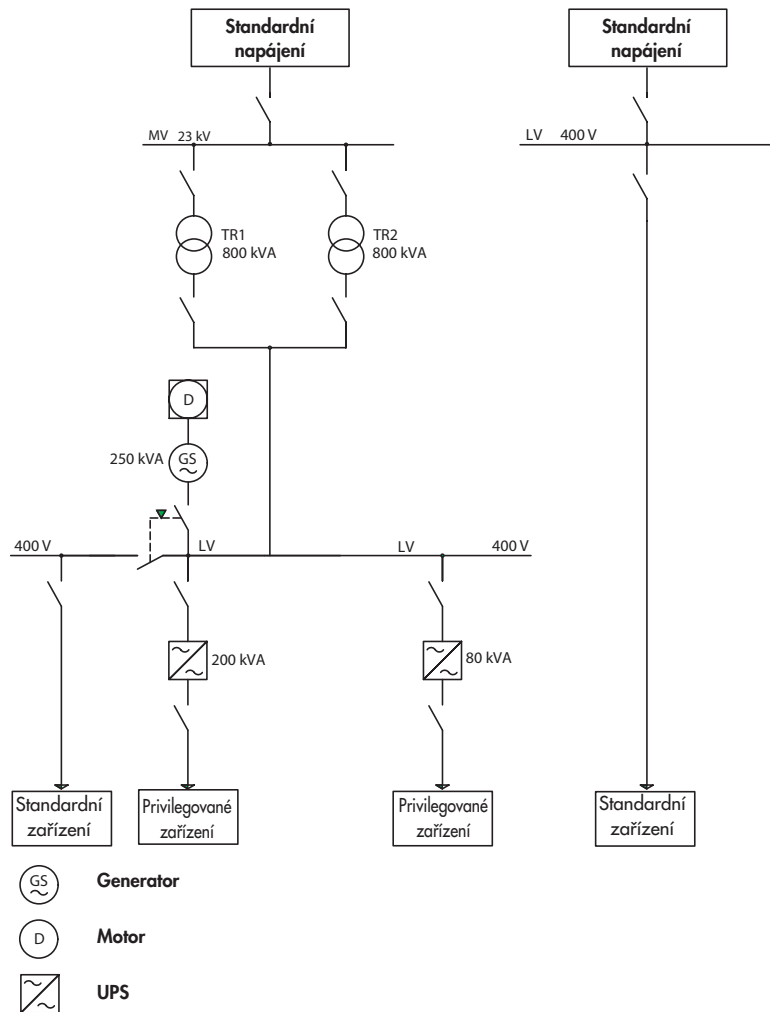 Standardní
napájení
Standardní
napájení
MV 23 kV
LV 400 V
TR1
800 kVA
TR2
800 kVA
D
250 kVA
GS
400 V
LV
LV
400 V
200 kVA
80 kVA
Standardní
zařízení
Privilegované
zařízení
Privilegované
zařízení
Standardní
zařízení
GS
Generator
D
Motor
UPS